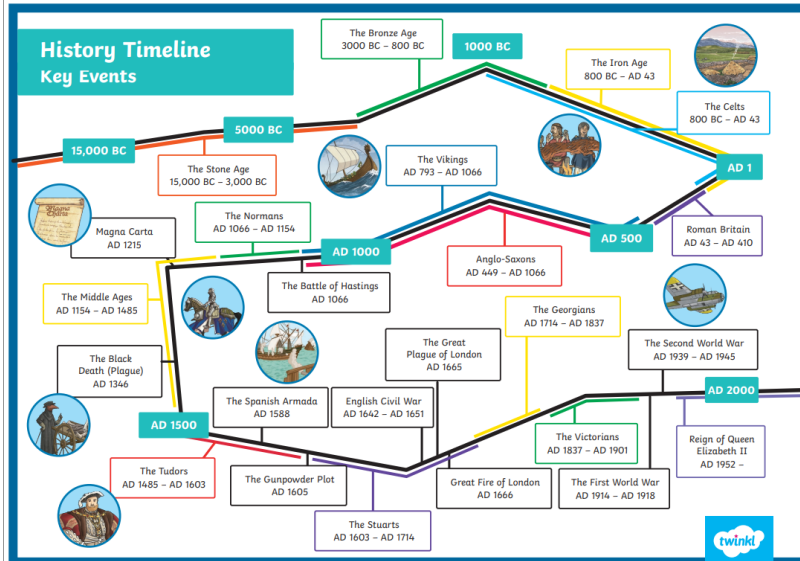 History Timeline
Key Events
The Bronze Age
3000 BC – 800 BC
1000 BC
The Iron Age
800 BC – AD 43
The Celts
800 BC – AD 43
5000 BC
15,000 BC
The Stone Age
15,000 BC – 3,000 BC
The Vikings
AD 793 – AD 1066
AD 1
Magna
Carta
Magna Carta
AD 1215
The Normans
AD 1066 – AD 1154
AD 1000
AD 500
Roman Britain
AD 43 – AD 410
Anglo-Saxons
AD 449 – AD 1066
The Battle of Hastings
AD 1066
The Middle Ages
AD 1154 – AD 1485
The Georgians
AD 1714 – AD 1837
The Great
Plague of London
AD 1665
The Second World War
AD 1939 – AD 1945
The Black
Death (Plague)
AD 1346
The Spanish Armada
AD 1588
English Civil War
AD 1642 – AD 1651
AD 2000
AD 1500
The Victorians
AD 1837 – AD 1901
Reign of Queen
Elizabeth II
AD 1952 –
The Tudors
AD 1485 – AD 1603
The Gunpowder Plot
AD 1605
Great Fire of London
AD 1666
The First World War
AD 1914 – AD 1918
The Stuarts
AD 1603 – AD 1714
twinkl